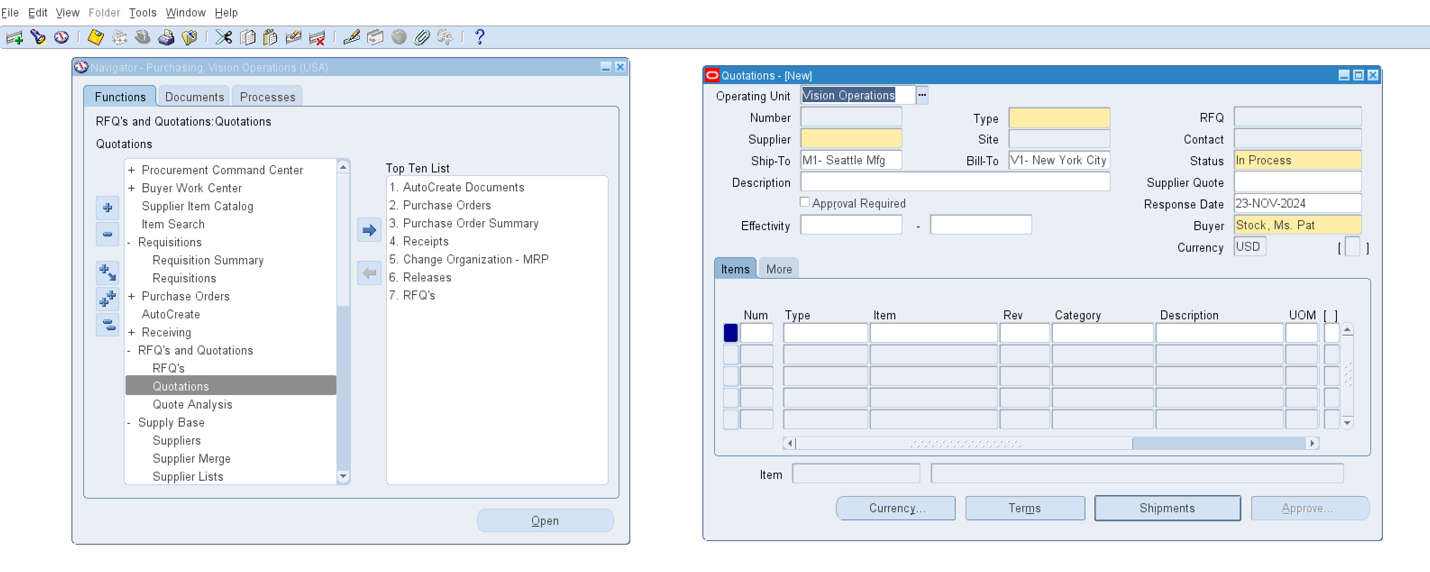 File Edit View Folder Tools Window Help
Navigator - Purchasing, Vision Operations (USA)
Functions Documents Processes
RFQ's and Quotations:Quotations
Quotations
+ Procurement Command Center
+ Buyer Work Center
Supplier Item Catalog
Item Search
- Requisitions
Requisition Summary
Requisitions
+ Purchase Orders
AutoCreate
+ Receiving
- RFQ's and Quotations
RFQ's
Quotations
Quote Analysis
- Supply Base
Suppliers
Supplier Merge
Supplier Lists
Top Ten List
1. AutoCreate Documents
2. Purchase Orders
3. Purchase Order Summary
4. Receipts
5. Change Organization - MRP
6. Releases
7. RFQ's
Open
Quotations - [New]
Operating Unit Vision Operations ...
Number Type RFQ
Supplier Site Contact
Ship-To M1- Seattle Mfg Bill-To V1- New York City Status In Process
Description Supplier Quote
Approval Required Response Date 23-NOV-2024
Effectivity - Buyer Stock, Ms. Pat
Currency USD [ ]
Items More
Num Type Item Rev Category Description UOM [ ]
Item
Currency... Terms Shipments Approve...